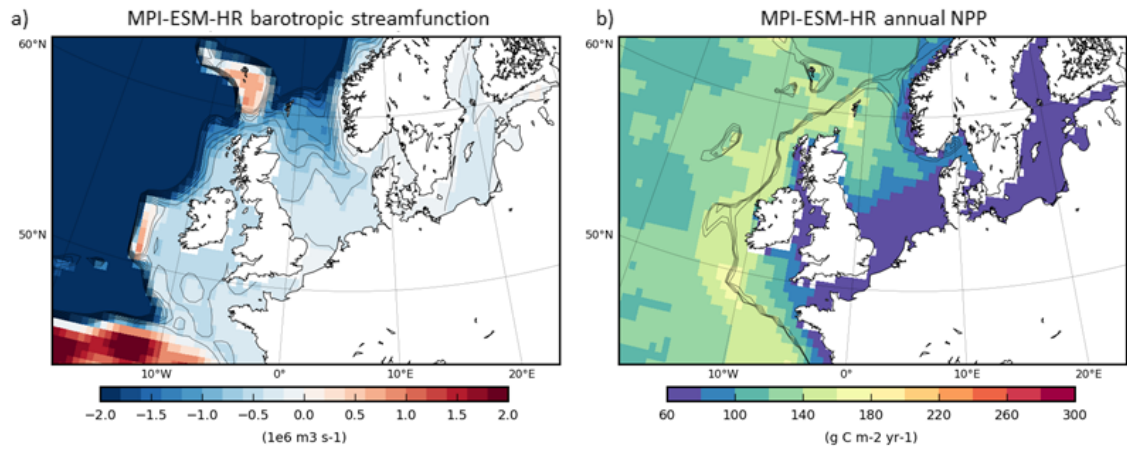 a) MPI-ESM-HR barotropic streamfunction
60°N
50°N
10°W 0° 10°E 20°E
−2.0 −1.5 −1.0 −0.5 0.0 0.5 1.0 1.5 2.0
(1e6 m3 s-1)
b) MPI-ESM-HR annual NPP
60°N
50°N
10°W 0° 10°E 20°E
60 100 140 180 220 260 300
(g C m-2 yr-1)